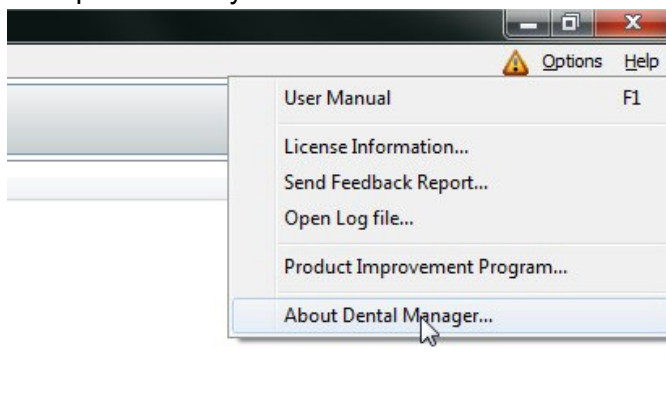 Options Help
User Manual F1
License Information...
Send Feedback Report...
Open Log file...
Product Improvement Program...
About Dental Manager...